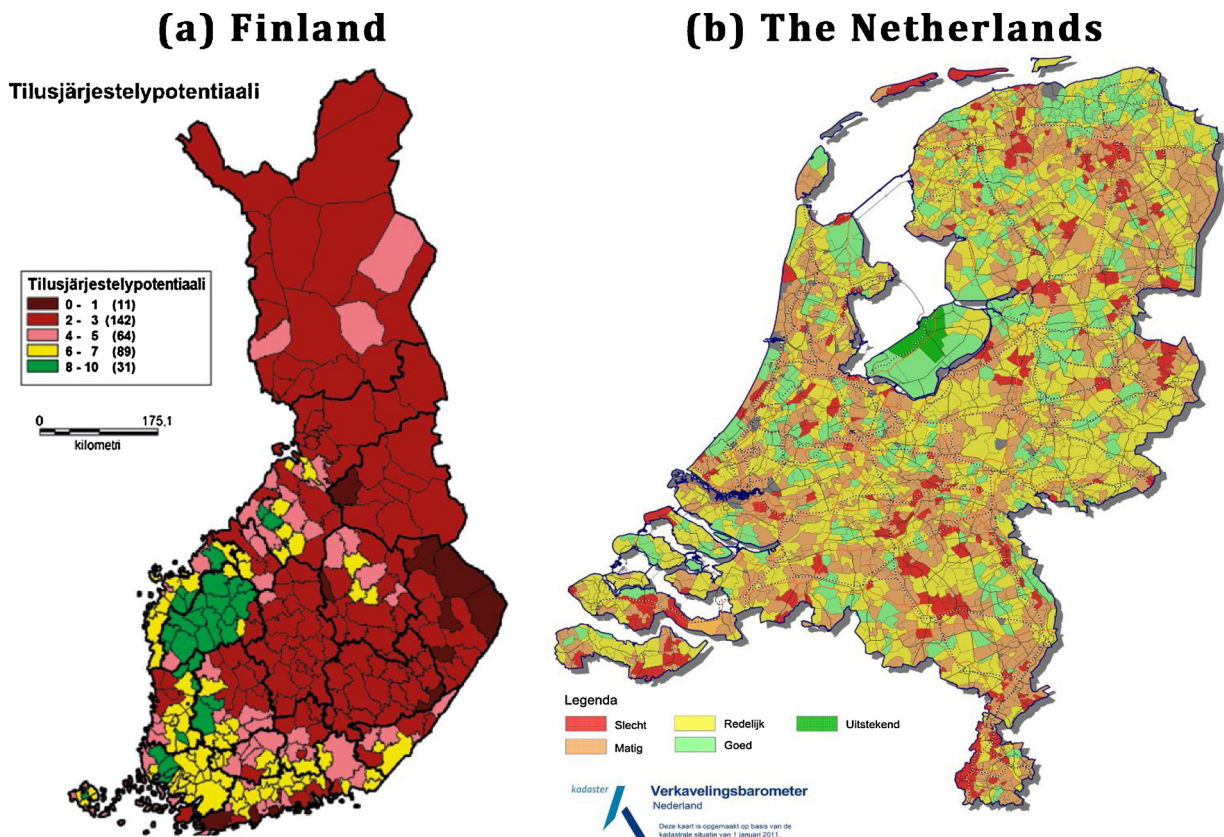 (a) Finland
Tilusjärjestelypotentiaali
Tilusjärjestelypotentiaali
0 - 1 (11)
2 - 3 (142)
4 - 5 (64)
6 - 7 (89)
8 - 10 (31)
0 175,1
kilometri
(b) The Netherlands
Legenda
Slecht
Redelijk
Uitstekend
Matig
Goed
kadaster
Verkavelingsbarometer
Nederland
Deze kaart is opgemaakt op basis van de
kadastrale situatie van 1 januari 2011.